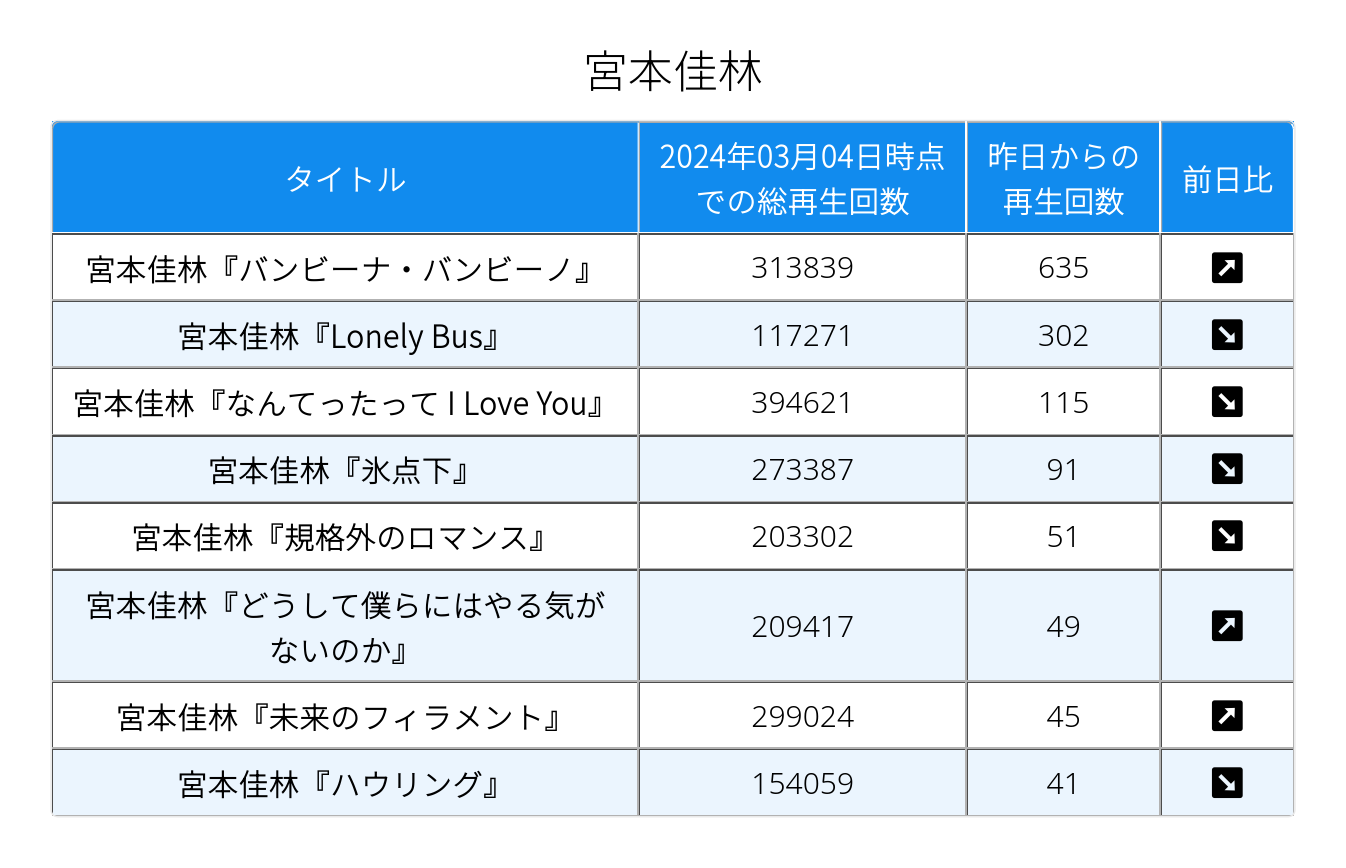 宮本佳林
タイトル
2024年03月04日時点
での総再生回数
昨日からの
再生回数
前日比
宮本佳林『バンビーナ・バンビーノ』
313839
635
宮本佳林『Lonely Bus』
117271
302
宮本佳林『なんてったって I Love You』
394621
115
宮本佳林『氷点下』
273387
91
宮本佳林『規格外のロマンス』
203302
51
宮本佳林『どうして僕らにはやる気が
ないのか』
209417
49
宮本佳林『未来のフィラメント』
299024
45
宮本佳林『ハウリング』
154059
41